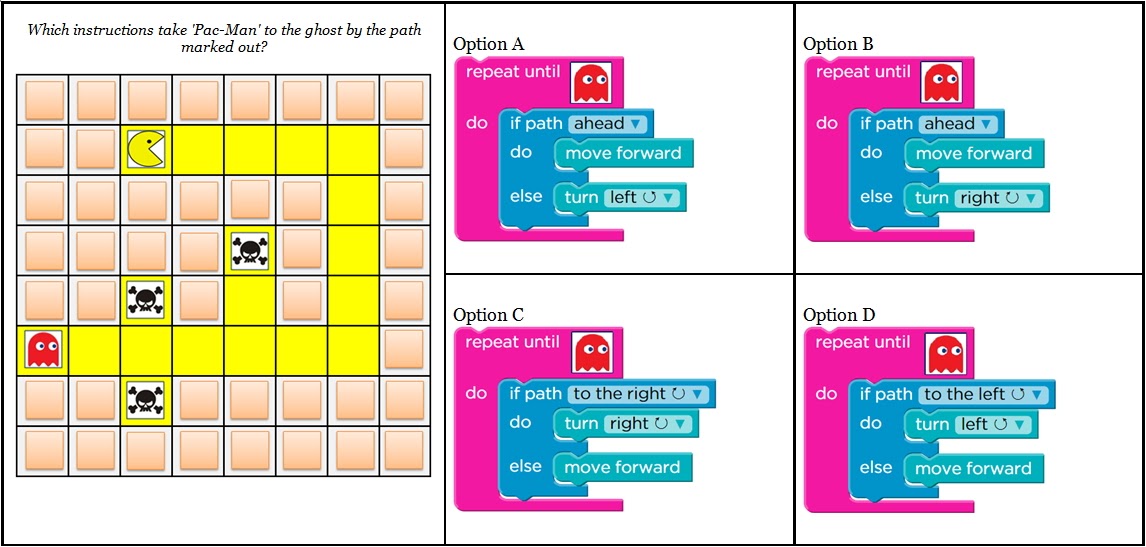 Which instructions take 'Pac-Man' to the ghost by the path
marked out?
Option A
repeat until
do
if path ahead ▼
do
move forward
else
turn left ↺ ▼
Option B
repeat until
do
if path ahead ▼
do
move forward
else
turn right ↻ ▼
Option C
repeat until
do
if path to the right ↻ ▼
do
turn right ↻ ▼
else
move forward
Option D
repeat until
do
if path to the left ↺ ▼
do
turn left ↺ ▼
else
move forward